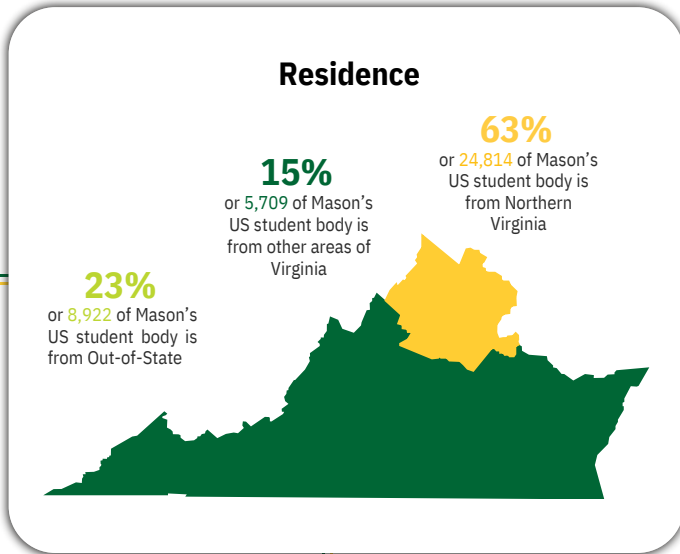 Residence
63%
or 24,814 of Mason's
US student body is
from Northern
Virginia
15%
or 5,709 of Mason's
US student body is
from other areas of
Virginia
23%
or 8,922 of Mason's
US student body is
from Out-of-State